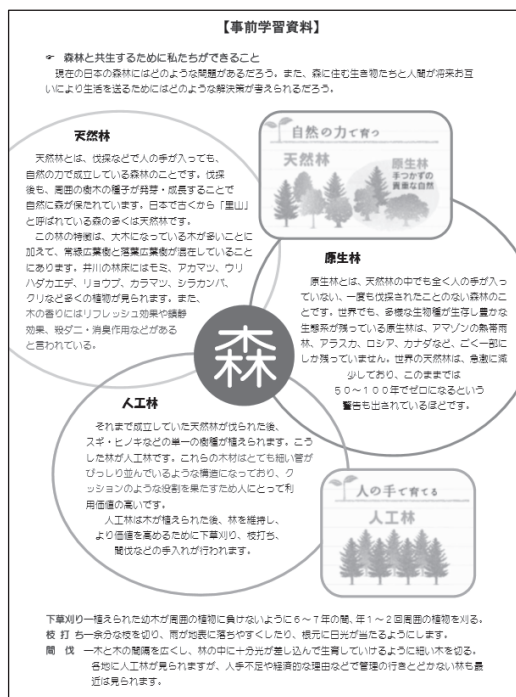 【事前学習資料】
☞ 森林と共生するために私たちができること
現在の日本の森林にはどのような問題があるだろう。また、森に住む生き物たちと人間が将来お互
いにより生活を送るためにはどのような解決策が考えられるだろう。
天然林
天然林とは、伐採などで人の手が入っても、
自然の力で成立している森林のことです。伐採
後も、周囲の樹木の種子が発芽・成長することで
自然に森が保たれています。日本で古くから「里山」
と呼ばれている森の多くは天然林です。
この林の特徴は、大木になっている木が多いことに
加えて、常緑広葉樹と落葉広葉樹が混在していること
にあります。井川の林床にはモミ、アカマツ、ウリ
ハダカエデ、リョウブ、カラマツ、シラカンバ、
クリなど多くの植物が見られます。また、
木の香りにはリフレッシュ効果や鎮静
効果、殺ダニ・消臭作用などがある
と言われている。
自然の力で育つ
天然林
原生林
手つかずの
貴重な自然
原生林
原生林とは、天然林の中でも全く人の手が入っ
ていない、一度も伐採されたことのない森林のこ
とです。世界でも、多様な生物種が生存し豊かな
生態系が残っている原生林は、アマゾンの熱帯雨
林、アラスカ、ロシア、カナダなど、ごく一部に
しか残っていません。世界の天然林は、急激に減
少しており、このままでは
50～100年でゼロになるという
警告も出されているほどです。
森
人工林
それまで成立していた天然林が伐られた後、
スギ・ヒノキなどの単一の樹種が植えられます。こう
した林が人工林です。これらの木材はとても細い管が
びっしり並んでいるような構造になっており、ク
ッションのような役割を果たすため人にとって利
用価値の高いです。
人工林は木が植えられた後、林を維持し、
より価値を高めるために下草刈り、枝打ち、
間伐などの手入れが行われます。
人の手で育てる
人工林
下草刈り―植えられた幼木が周囲の植物に負けないように6～7年の間、年1～2回周囲の植物を刈る。
枝打ち―余分な枝を切り、雨が地表に落ちやすくしたり、根元に日光が当たるようにします。
間伐―木と木の間隔を広くし、林の中に十分光が差し込んで生育していけるように細い木を切る。
各地に人工林が見られますが、人手不足や経済的な理由などで管理の行きとどかない林も最
近は見られます。